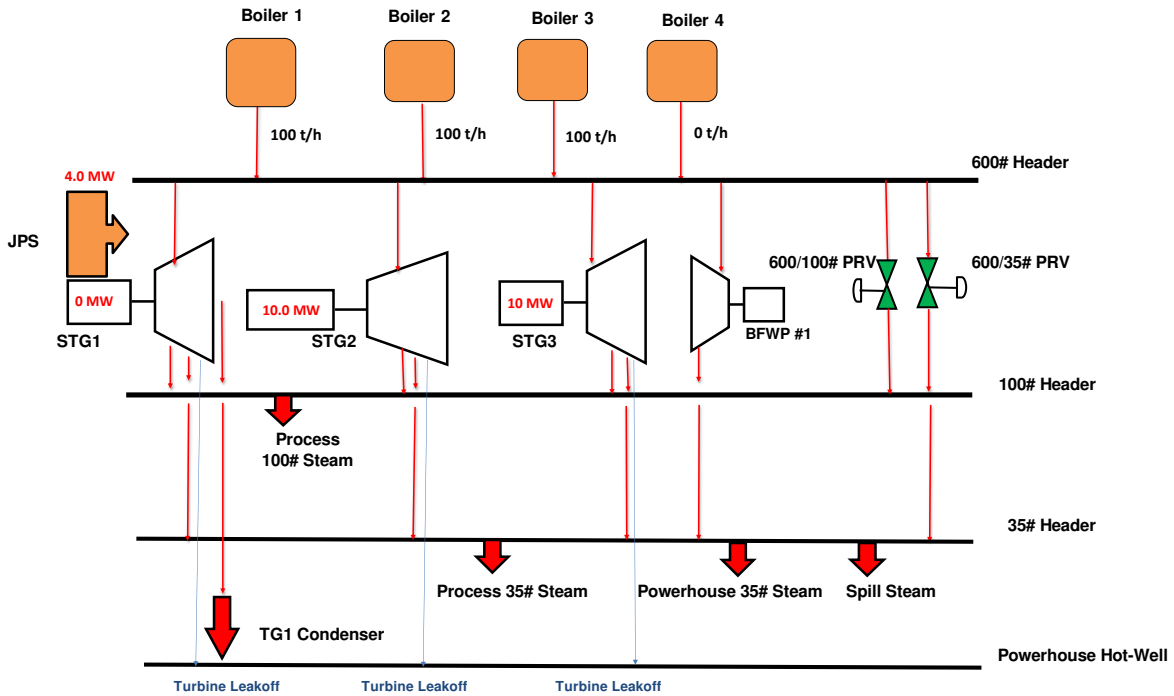 Boiler 1
Boiler 2
Boiler 3
Boiler 4
100 t/h
100 t/h
100 t/h
0 t/h
600# Header
4.0 MW
JPS
600/100# PRV
600/35# PRV
0 MW
10.0 MW
10 MW
STG1
STG2
STG3
BFWP #1
100# Header
Process
100# Steam
35# Header
Process 35# Steam
Powerhouse 35# Steam
Spill Steam
TG1 Condenser
Powerhouse Hot-Well
Turbine Leakoff
Turbine Leakoff
Turbine Leakoff